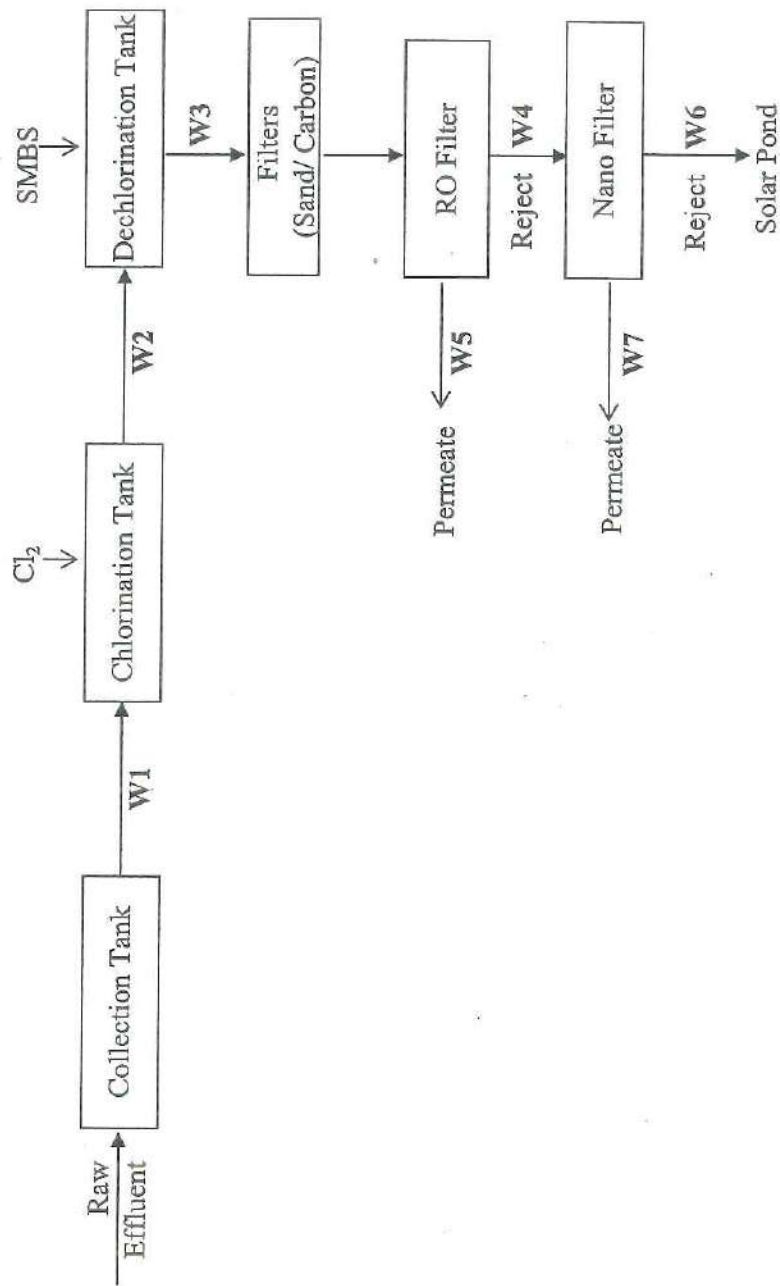 Raw
Effluent
Collection Tank
W1
Cl₂
Chlorination Tank
W2
SMBS
Dechlorination Tank
W3
Filters
(Sand/ Carbon)
RO Filter
W5
Permeate
Reject
W4
Nano Filter
W7
Permeate
Reject
W6
Solar Pond